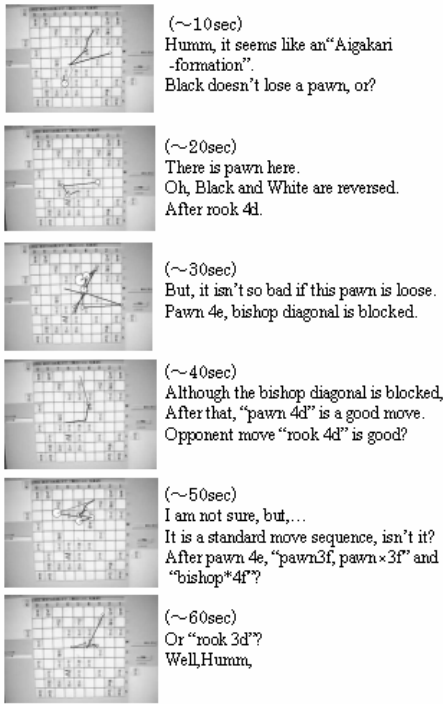 (～10sec)
Humm, it seems like an“Aigakari
-formation”.
Black doesn’t lose a pawn, or?
(～20sec)
There is pawn here.
Oh, Black and White are reversed.
After rook 4d.
(～30sec)
But, it isn’t so bad if this pawn is loose.
Pawn 4e, bishop diagonal is blocked.
(～40sec)
Although the bishop diagonal is blocked,
After that, “pawn 4d” is a good move.
Opponent move “rook 4d” is good?
(～50sec)
I am not sure, but,…
It is a standard move sequence, isn’t it?
After pawn 4e, “pawn3f, pawn×3f” and
“bishop*4f”?
(～60sec)
Or “rook 3d”?
Well,Humm,